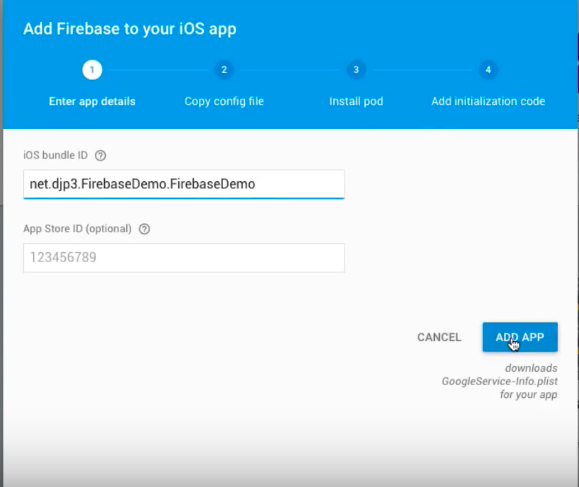 Add Firebase to your iOS app
1 2 3 4
Enter app details Copy config file Install pod Add initialization code
iOS bundle ID ?
net.djp3.FirebaseDemo.FirebaseDemo
App Store ID (optional) ?
123456789
CANCEL ADD APP
downloads
GoogleService-Info.plist
for your app